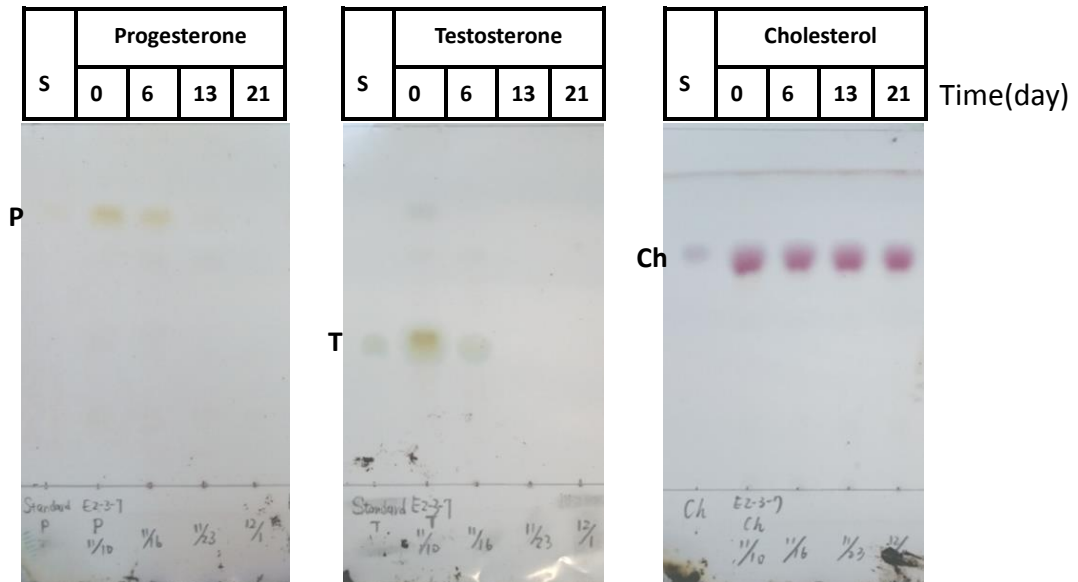 S Progesterone
0 6 13 21
S Testosterone
0 6 13 21
S Cholesterol
0 6 13 21
Time(day)
P
T
Ch
Standard E2-3-7
P P
11/10 11/16 11/23 12/1
Standard E2-3-7
T T
11/10 11/16 11/23 12/1
Ch E2-3-7
Ch
11/10 11/16 11/23